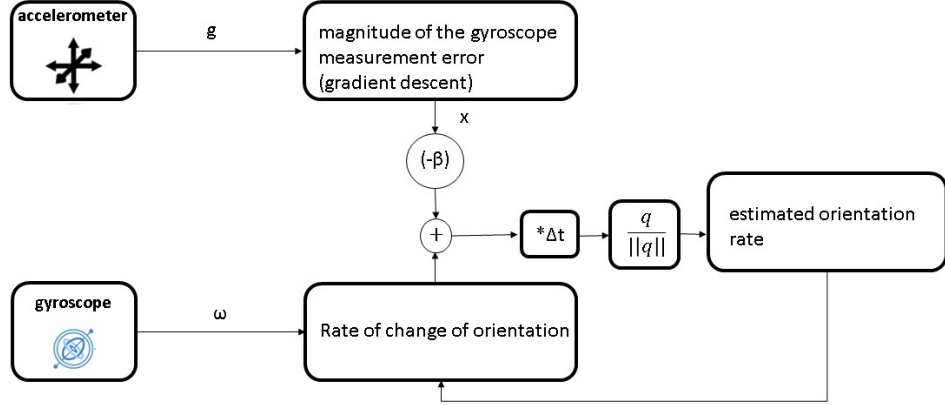 accelerometer
g
magnitude of the gyroscope
measurement error
(gradient descent)
x
(-β)
+
*Δt
q
||q||
estimated orientation
rate
gyroscope
ω
Rate of change of orientation